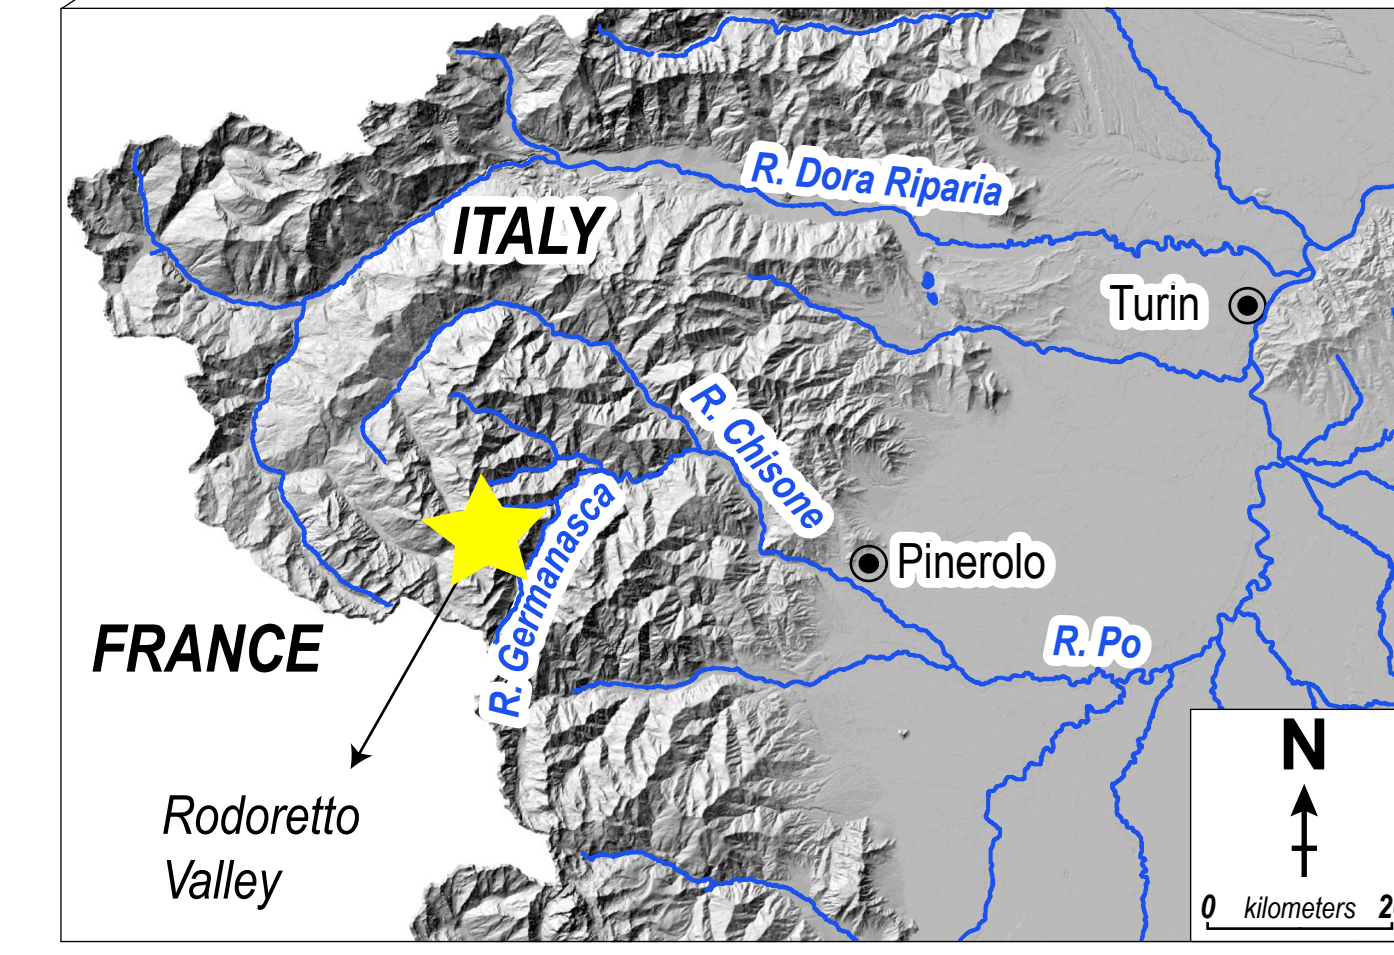 R. Dora Riparia
ITALY
Turin
R. Chisone
R. Germanasca
Pinerolo
FRANCE
R. Po
N
Rodoretto
Valley
0 kilometers